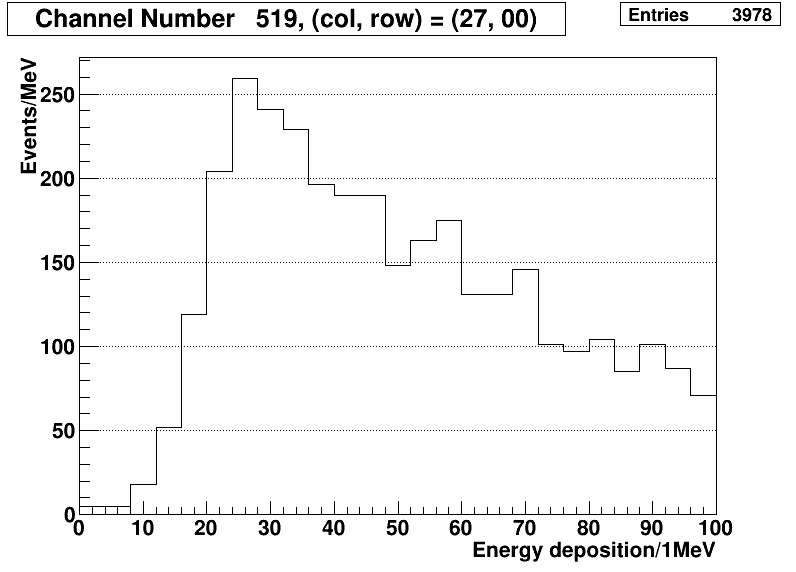 Channel Number 519, (col, row) = (27, 00)
Entries 3978
Events/MeV
250
200
150
100
50
0
0 10 20 30 40 50 60 70 80 90 100
Energy deposition/1MeV